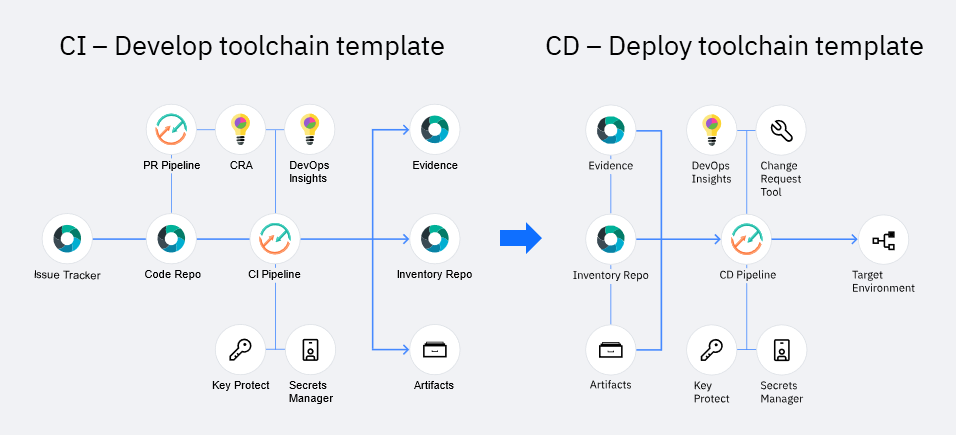 CI – Develop toolchain template
CD – Deploy toolchain template
PR Pipeline
CRA
DevOps
Insights
Evidence
Issue Tracker
Code Repo
CI Pipeline
Inventory Repo
Key Protect
Secrets
Manager
Artifacts
Evidence
DevOps
Insights
Change
Request
Tool
Inventory Repo
CD Pipeline
Target
Environment
Artifacts
Key
Protect
Secrets
Manager